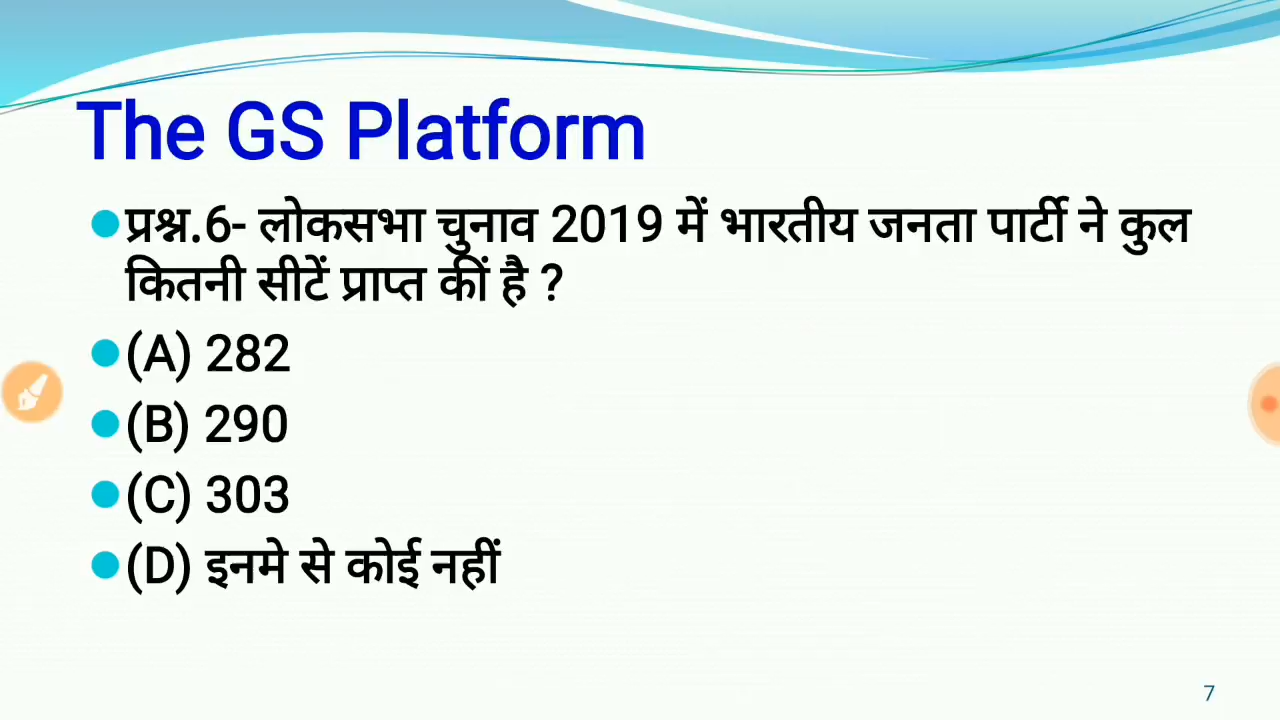 The GS Platform
प्रश्न.6- लोकसभा चुनाव 2019 में भारतीय जनता पार्टी ने कुल
कितनी सीटें प्राप्त कीं है ?
(A) 282
(B) 290
(C) 303
(D) इनमे से कोई नहीं
7